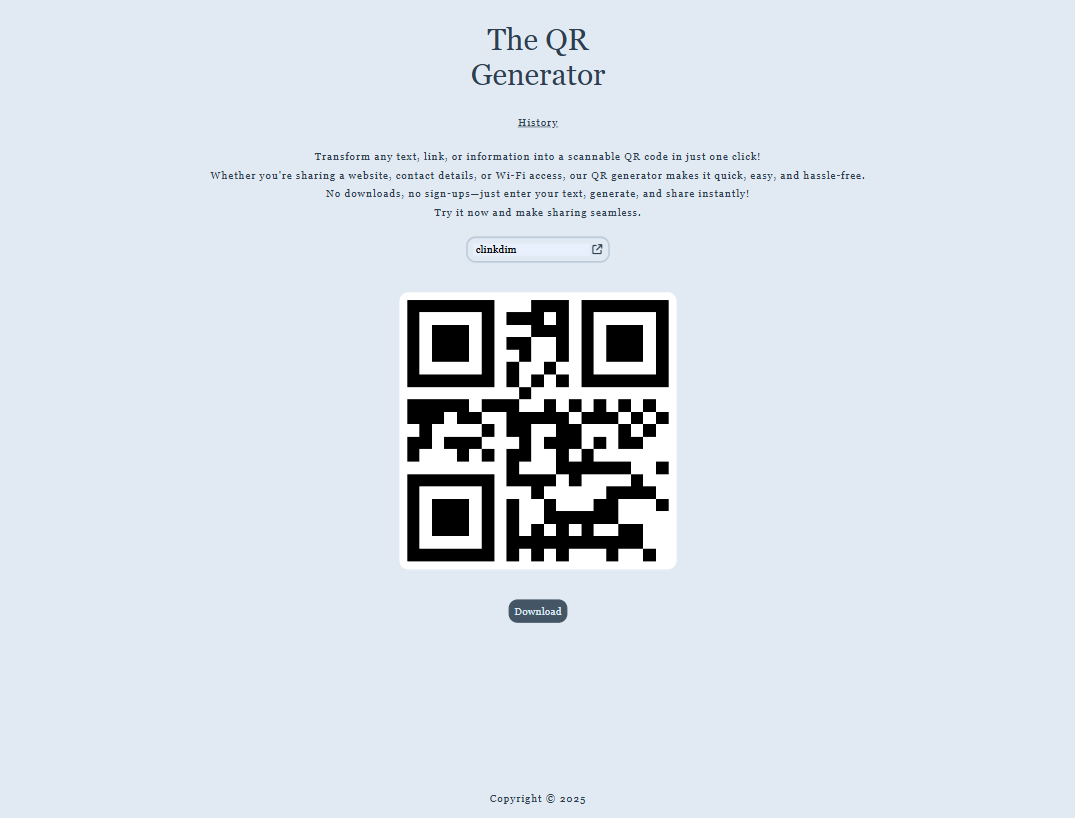 The QR
Generator
History
Transform any text, link, or information into a scannable QR code in just one click!
Whether you're sharing a website, contact details, or Wi-Fi access, our QR generator makes it quick, easy, and hassle-free.
No downloads, no sign-ups—just enter your text, generate, and share instantly!
Try it now and make sharing seamless.
clinkdim
Download
Copyright © 2025